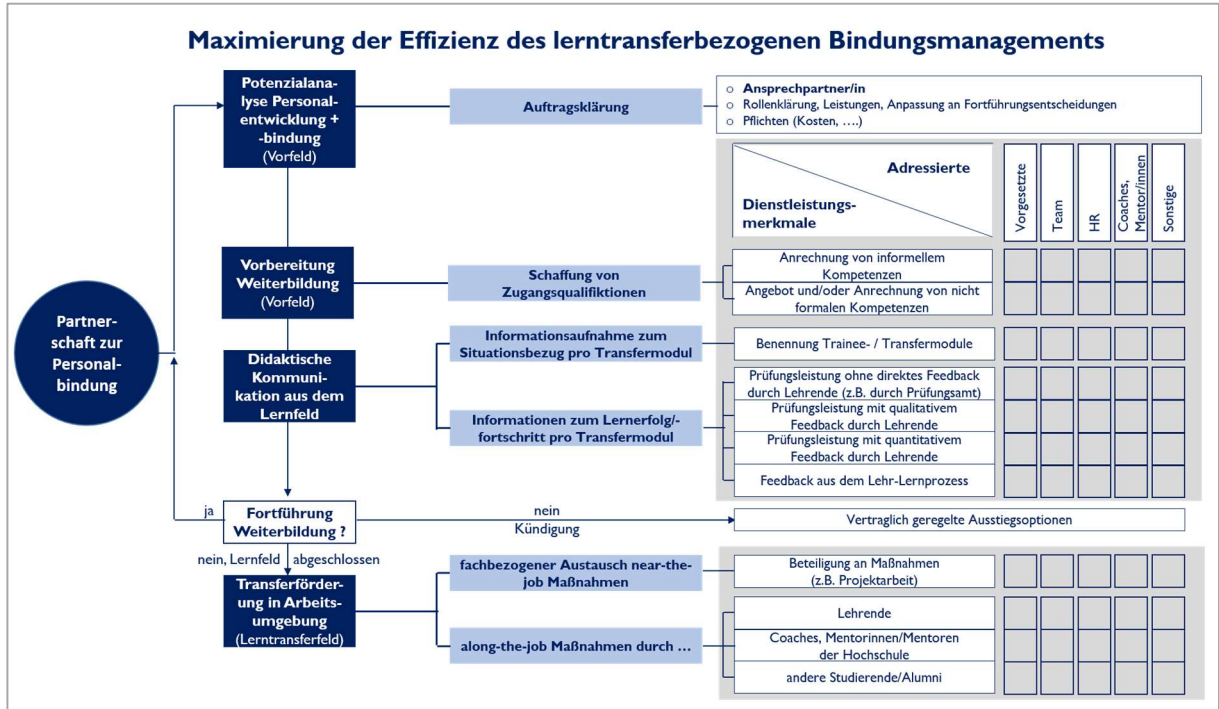 Maximierung der Effizienz des lerntransferbezogenen Bindungsmanagements
Partner-
schaft zur
Personal-
bindung
Potenzialana-
lyse Personal-
entwicklung +
-bindung
(Vorfeld)
Auftragsklärung
Ansprechpartner/in
Rollenklärung, Leistungen, Anpassung an Fortführungsentscheidungen
Pflichten (Kosten, ….)
Adressierte
Dienstleistungs-
merkmale
Vorgesetzte
Team
HR
Coaches,
Mentor/innen
Sonstige
Vorbereitung
Weiterbildung
(Vorfeld)
Schaffung von
Zugangsqualifiktionen
Anrechnung von informellem
Kompetenzen
Angebot und/oder Anrechnung von nicht
formalen Kompetenzen
Didaktische
Kommuni-
kation aus dem
Lernfeld
Informationsaufnahme zum
Situationsbezug pro Transfermodul
Benennung Trainee- / Transfermodule
Informationen zum Lernerfolg/-
fortschritt pro Transfermodul
Prüfungsleistung ohne direktes Feedback
durch Lehrende (z.B. durch Prüfungsamt)
Prüfungsleistung mit qualitativem
Feedback durch Lehrende
Prüfungsleistung mit quantitativem
Feedback durch Lehrende
Feedback aus dem Lehr-Lernprozess
ja
Fortführung
Weiterbildung ?
nein
Kündigung
Vertraglich geregelte Ausstiegsoptionen
nein, Lernfeld abgeschlossen
Transferförde-
rung in Arbeits-
umgebung
(Lerntransferfeld)
fachbezogener Austausch near-the-
job Maßnahmen
Beteiligung an Maßnahmen
(z.B. Projektarbeit)
along-the-job Maßnahmen durch …
Lehrende
Coaches, Mentorinnen/Mentoren
der Hochschule
andere Studierende/Alumni